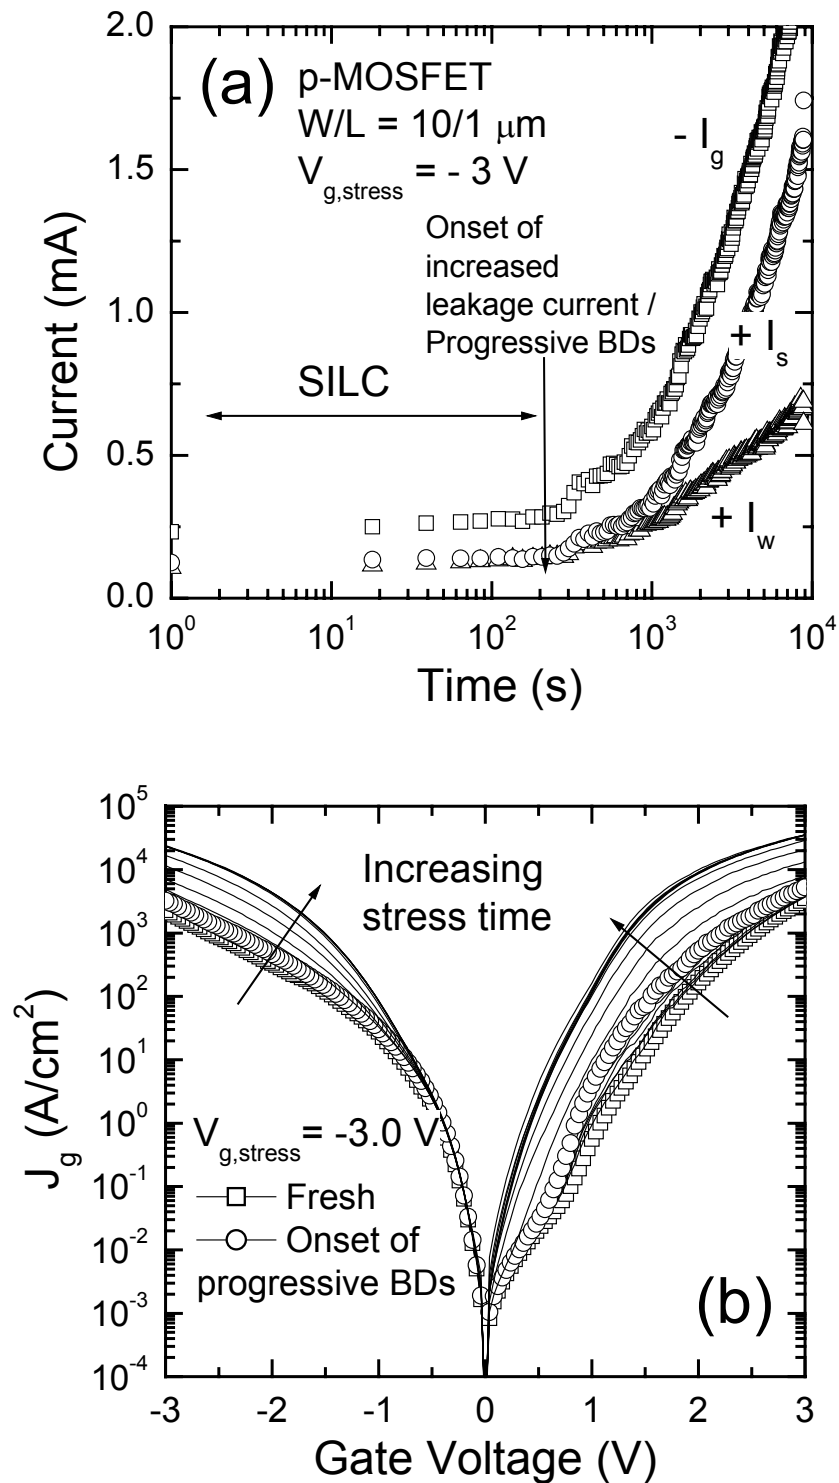 2.0
1.5
1.0
0.5
0.0
Current (mA)
(a)
p-MOSFET
W/L = 10/1 μm
V_g,stress = - 3 V
- I_g
Onset of
increased
leakage current /
Progressive BDs
+ I_s
SILC
+ I_w
10^0 10^1 10^2 10^3 10^4
Time (s)
10^5
10^4
10^3
10^2
10^1
10^0
10^-1
10^-2
10^-3
10^-4
J_g (A/cm^2)
Increasing
stress time
V_g,stress = -3.0 V
Fresh
Onset of
progressive BDs
(b)
-3 -2 -1 0 1 2 3
Gate Voltage (V)